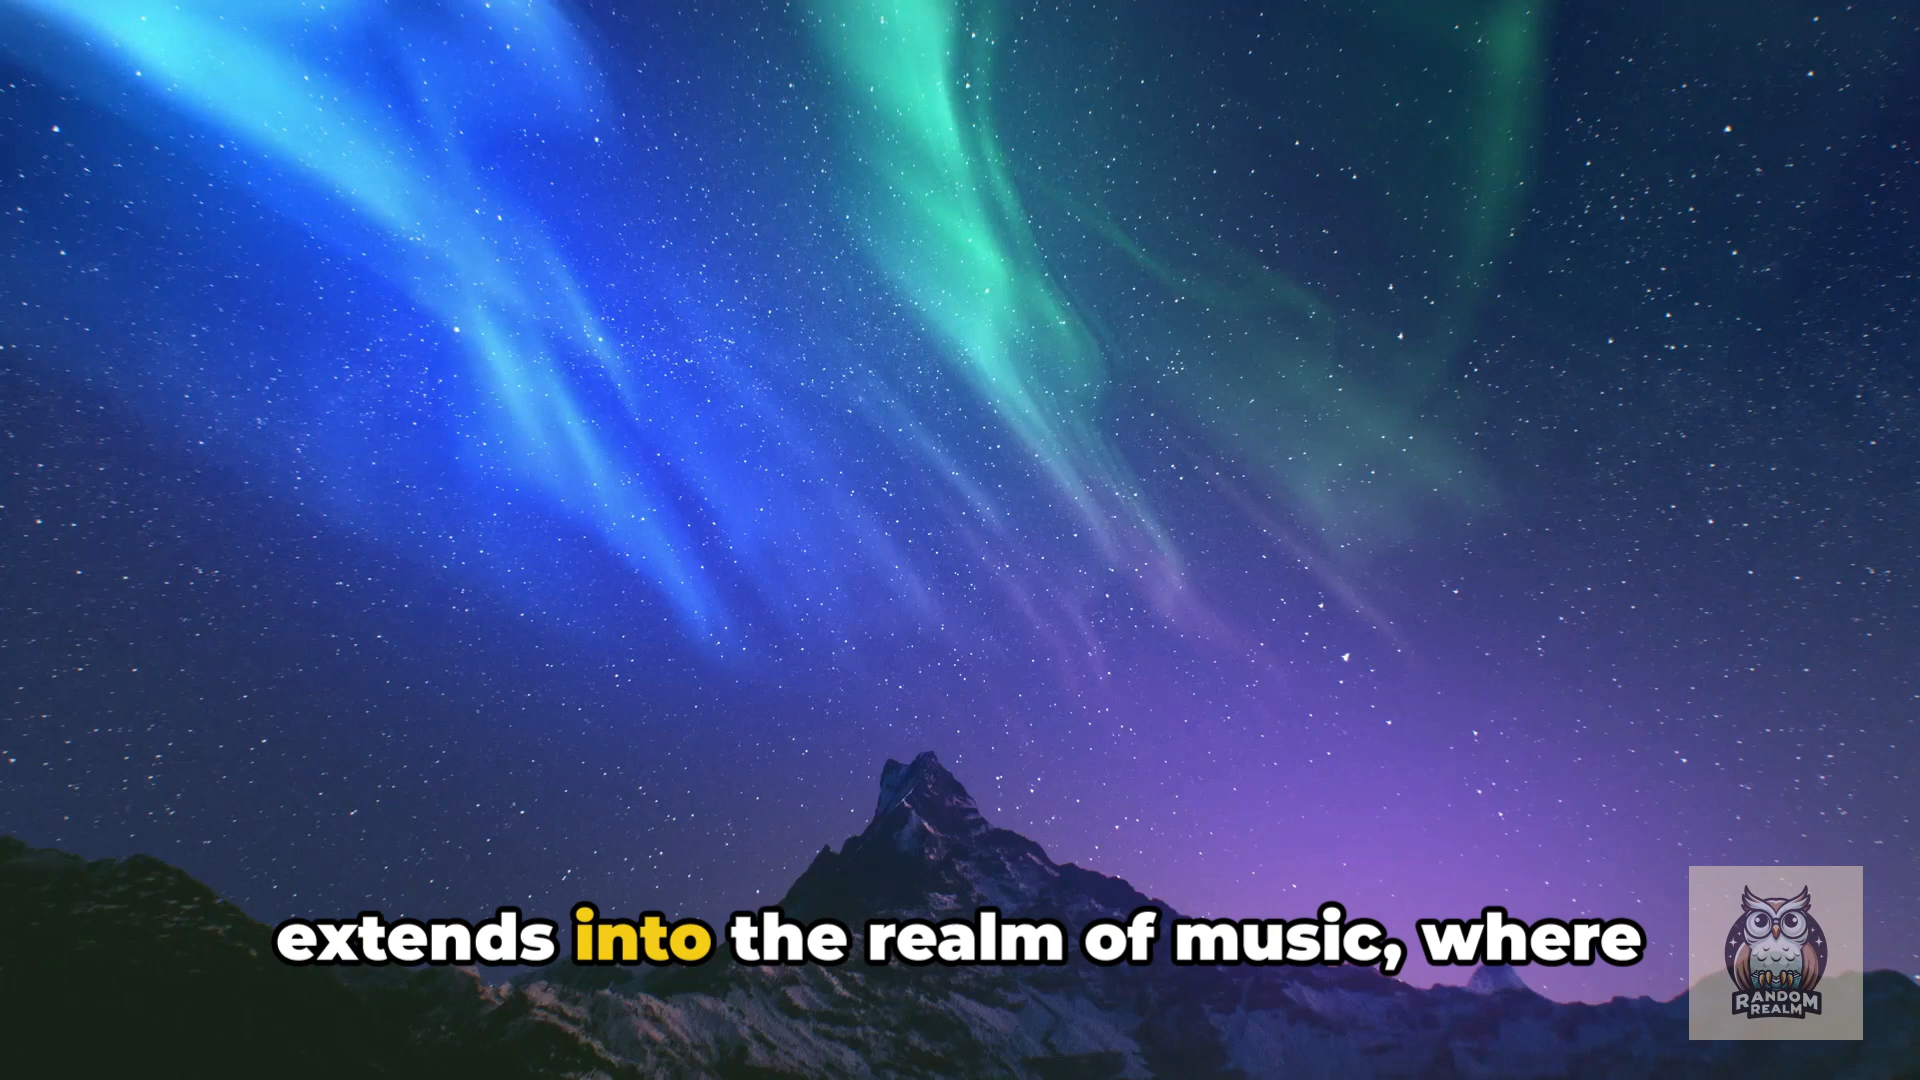 extends into the realm of music, where
RANDOM
REALM